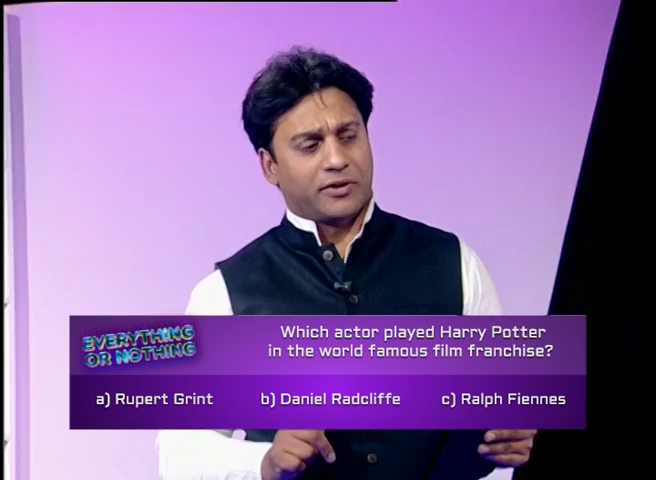 EVERYTHING
OR NOTHING
Which actor played Harry Potter
in the world famous film franchise?
a) Rupert Grint
b) Daniel Radcliffe
c) Ralph Fiennes